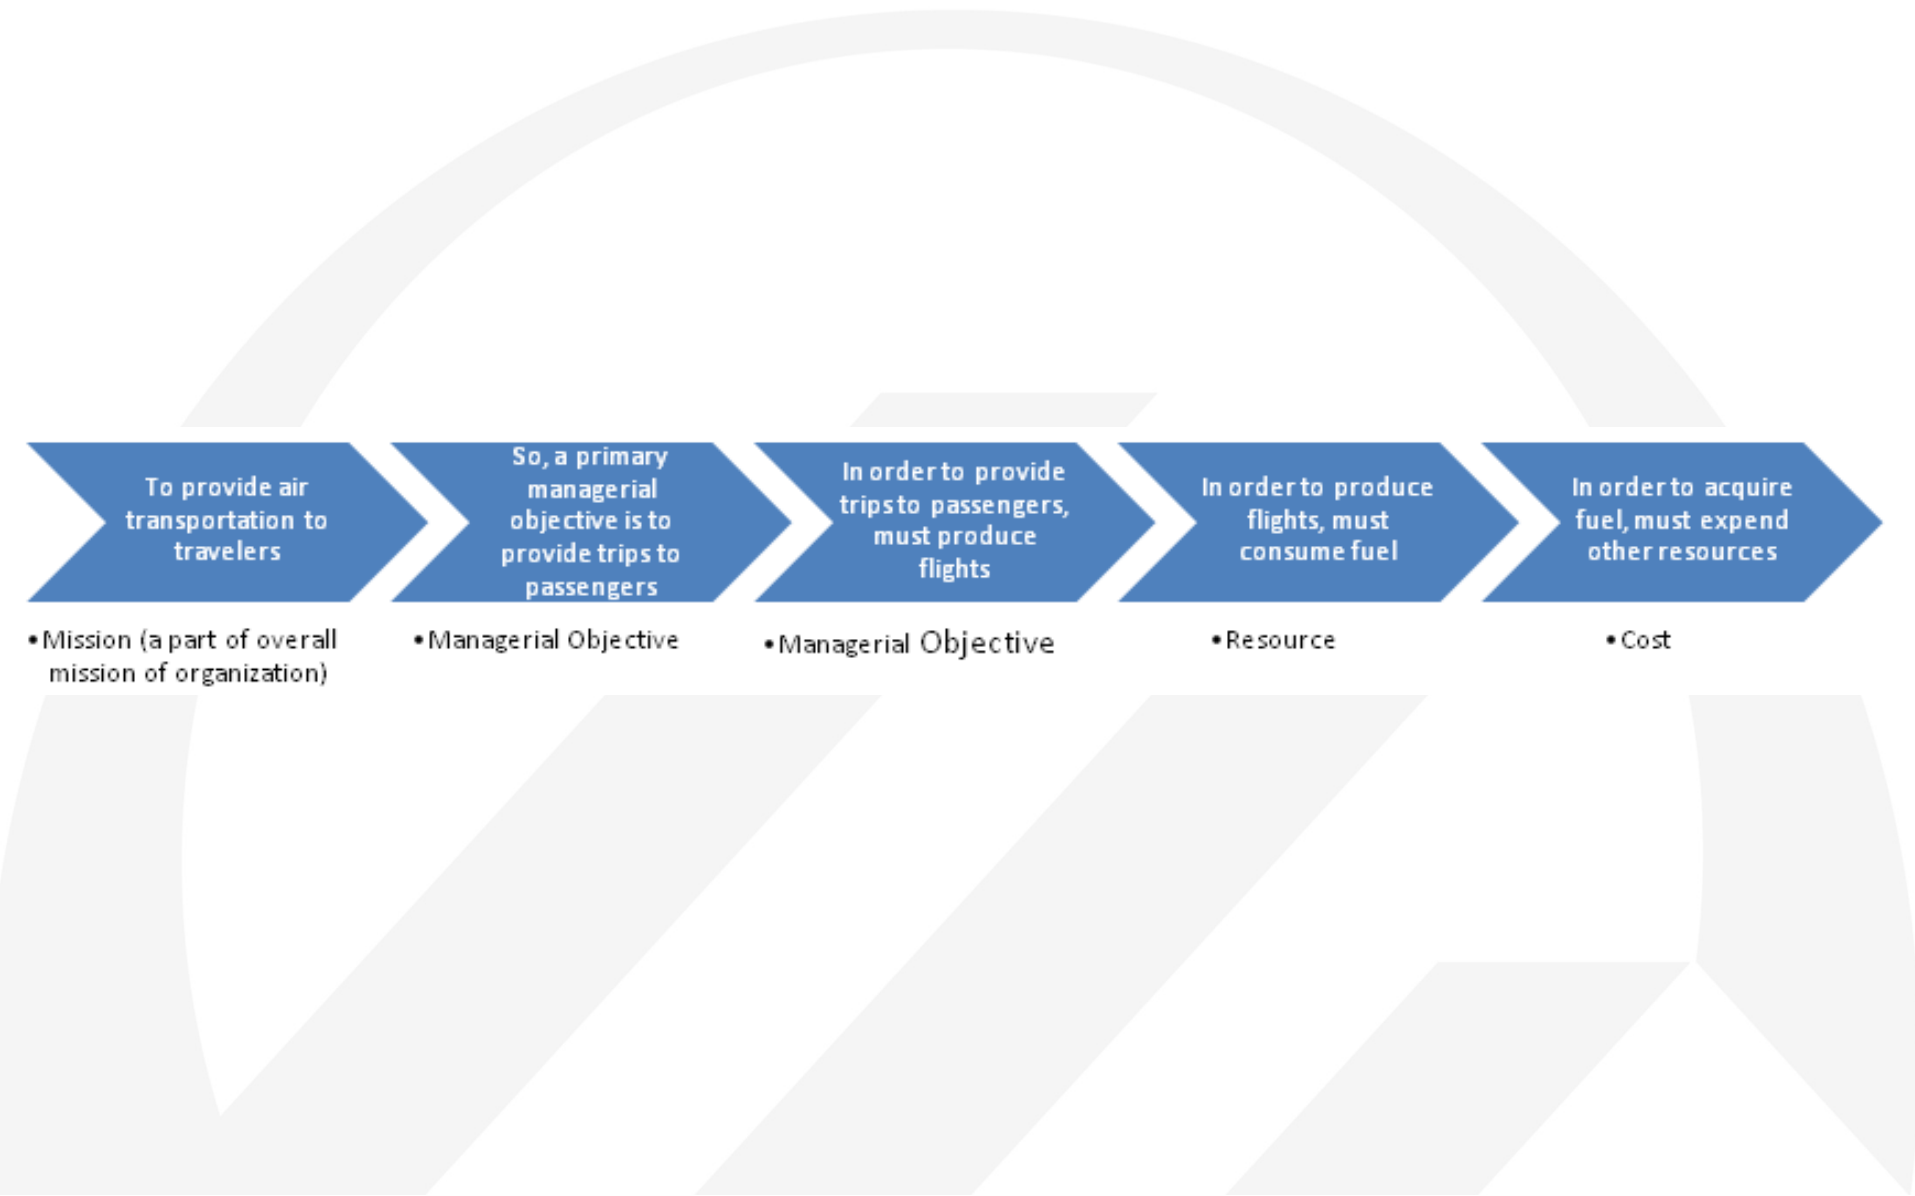 To provide air
transportation to
travelers
So, a primary
managerial
objective is to
provide trips to
passengers
In order to provide
trips to passengers,
must produce
flights
In order to produce
flights, must
consume fuel
In order to acquire
fuel, must expend
other resources
•Mission (a part of overall
mission of organization)
•Managerial Objective
•Managerial Objective
•Resource
•Cost